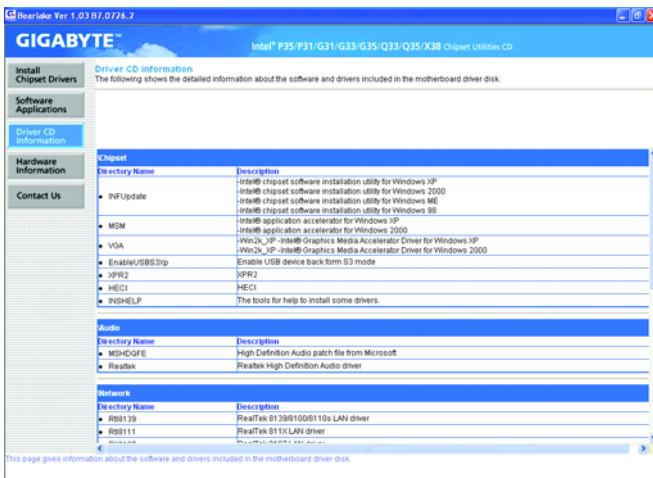 Bearlake Ver 1.03 B7.0726.2
GIGABYTE™
Intel® P35/P31/G31/G33/G35/Q33/Q35/X38 Chipset Utilities CD
Install
Chipset Drivers
Software
Applications
Driver CD
Information
Hardware
Information
Contact Us
Driver CD information
The following shows the detailed information about the software and drivers included in the motherboard driver disk.
\Chipset
Directory Name Description
• INFUpdate
-Intel® chipset software installation utility for Windows XP
-Intel® chipset software installation utility for Windows 2000
-Intel® chipset software installation utility for Windows ME
-Intel® chipset software installation utility for Windows 98
• MSM
-Intel® application accelerator for Windows XP
-Intel® application accelerator for Windows 2000
• VGA
-Win2k_XP -Intel® Graphics Media Accelerator Driver for Windows XP
-Win2k_XP -Intel® Graphics Media Accelerator Driver for Windows 2000
• EnableUSBS3Xp Enable USB device back form S3 mode
• XPR2 XPR2
• HECI HECI
• INSHELP The tools for help to install some drivers.
\Audio
Directory Name Description
• MSHDQFE High Definition Audio patch file from Microsoft
• Realtek Realtek High Definition Audio driver
\Network
Directory Name Description
• Rtl8139 RealTek 8139/8100/8110s LAN driver
• Rtl8111 RealTek 811X LAN driver
This page gives information about the software and drivers included in the motherboard driver disk.